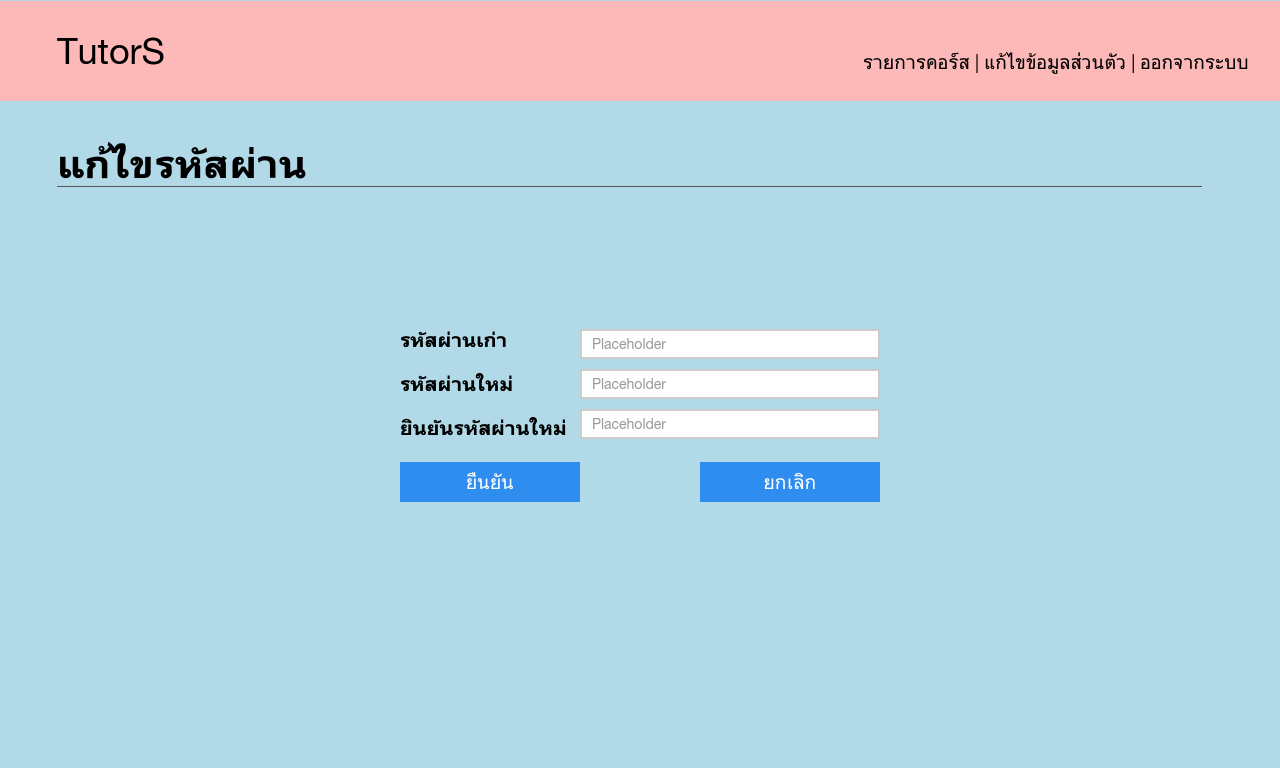 TutorS
รายการคอร์ส | แก้ไขข้อมูลส่วนตัว | ออกจากระบบ
แก้ไขรหัสผ่าน
รหัสผ่านเก่า Placeholder
รหัสผ่านใหม่ Placeholder
ยินยันรหัสผ่านใหม่ Placeholder
ยืนยัน ยกเลิก